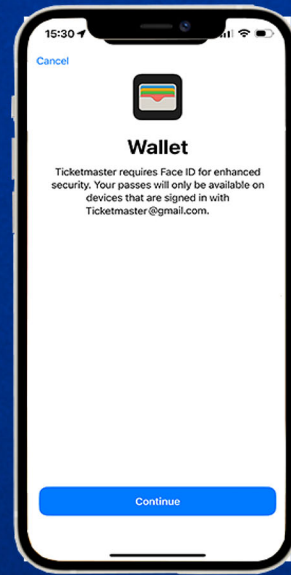 15:30
Cancel
Wallet
Ticketmaster requires Face ID for enhanced
security. Your passes will only be available on
devices that are signed in with
Ticketmaster@gmail.com.
Continue